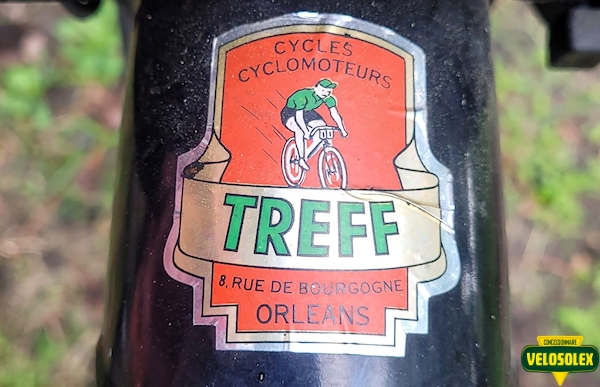 CYCLES
CYCLOMOTEURS
TREFF
8, RUE DE BOURGOGNE
ORLEANS
CONCESSIONNAIRE
VELOSOLEX